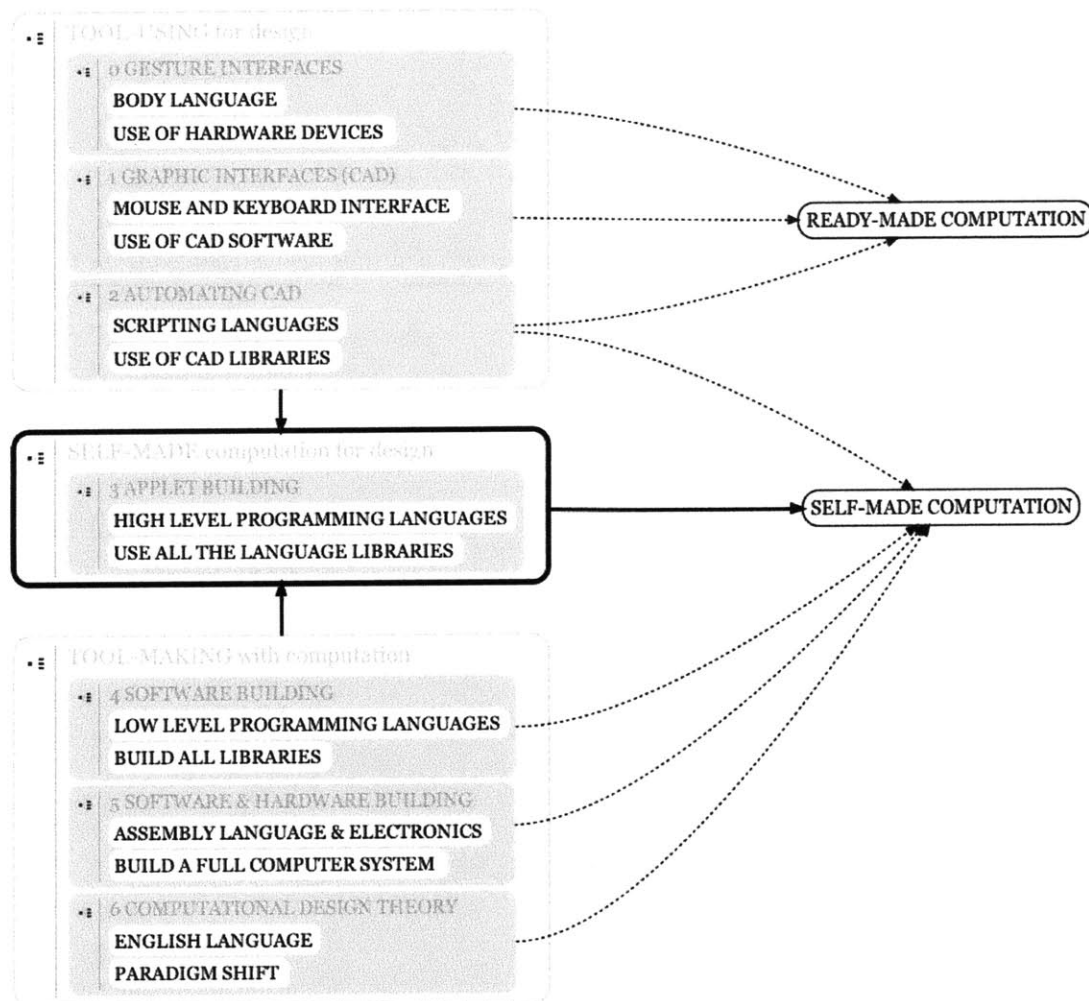 TOOL-USING for design
0 GESTURE INTERFACES
BODY LANGUAGE
USE OF HARDWARE DEVICES
1 GRAPHIC INTERFACES (CAD)
MOUSE AND KEYBOARD INTERFACE
USE OF CAD SOFTWARE
2 AUTOMATING CAD
SCRIPTING LANGUAGES
USE OF CAD LIBRARIES
READY-MADE COMPUTATION
SELF-MADE computation for design
3 APPLET BUILDING
HIGH LEVEL PROGRAMMING LANGUAGES
USE ALL THE LANGUAGE LIBRARIES
SELF-MADE COMPUTATION
TOOL-MAKING with computation
4 SOFTWARE BUILDING
LOW LEVEL PROGRAMMING LANGUAGES
BUILD ALL LIBRARIES
5 SOFTWARE & HARDWARE BUILDING
ASSEMBLY LANGUAGE & ELECTRONICS
BUILD A FULL COMPUTER SYSTEM
6 COMPUTATIONAL DESIGN THEORY
ENGLISH LANGUAGE
PARADIGM SHIFT